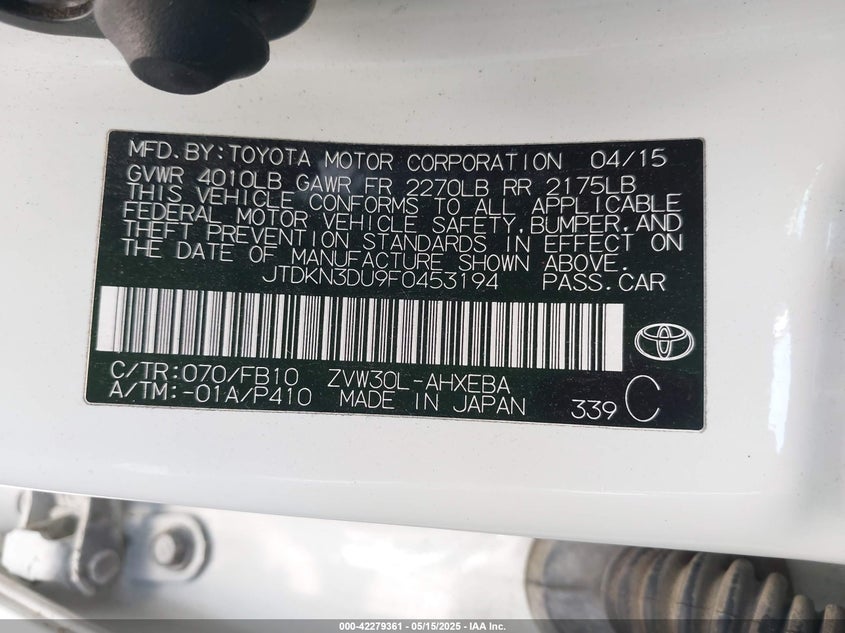 MFD. BY: TOYOTA MOTOR CORPORATION 04/15
GVWR 4010LB GAWR FR 2270LB RR 2175LB
THIS VEHICLE CONFORMS TO ALL APPLICABLE
FEDERAL MOTOR VEHICLE SAFETY, BUMPER, AND
THEFT PREVENTION STANDARDS IN EFFECT ON
THE DATE OF MANUFACTURE SHOWN ABOVE.
JTDKN3DU9F0453194 PASS. CAR
C/TR: 070/FB10 ZVW30L-AHXEBA
A/TM: -01A/P410 MADE IN JAPAN 339 C
000-42279361 - 05/15/2025 - IAA Inc.